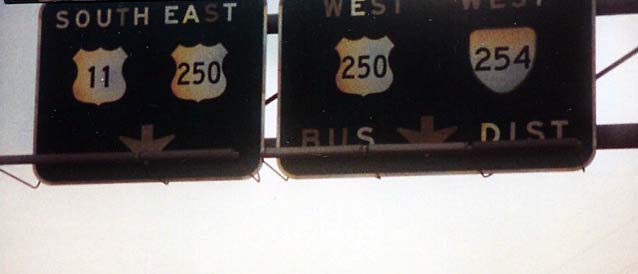 SOUTH EAST
11 250
WEST WEST
250 254
BUS DIST